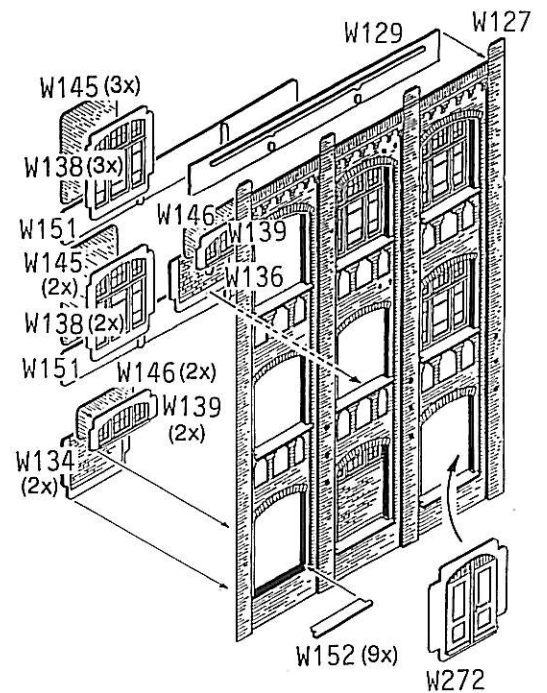 W129
W127
W145 (3x)
W138 (3x)
W146
W139
W151
W145
(2x)
W136
W138 (2x)
W151
W146 (2x)
W139
(2x)
W134
(2x)
W152 (9x)
W272